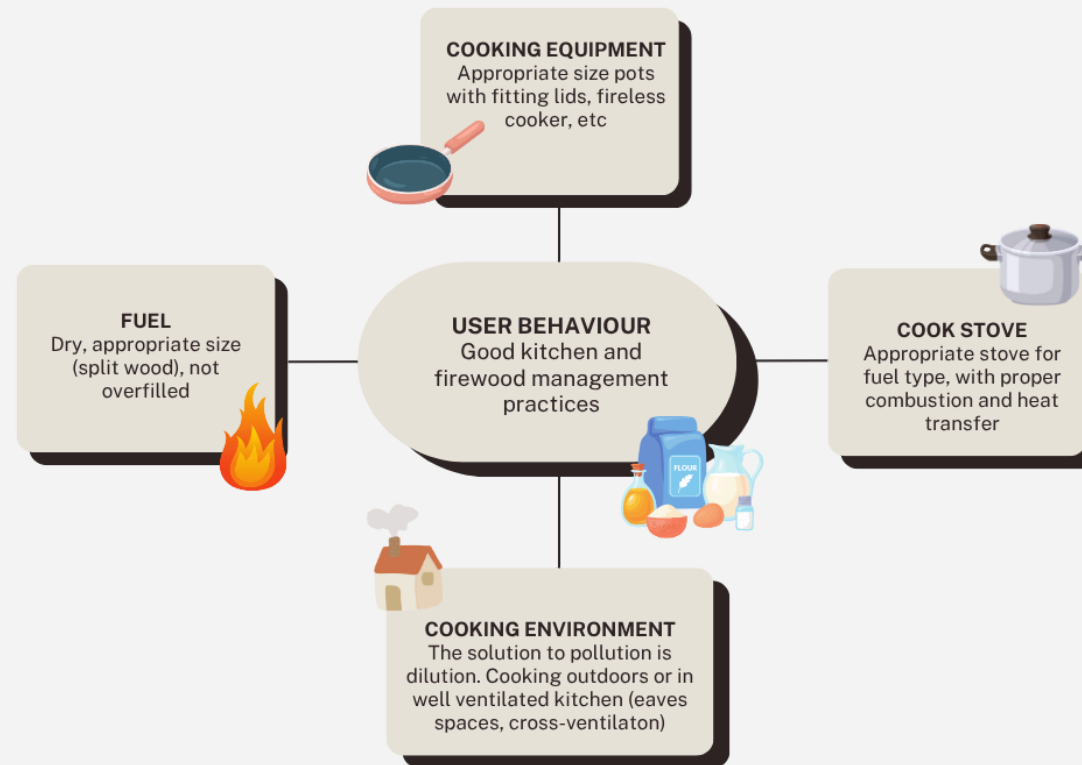 COOKING EQUIPMENT
Appropriate size pots
with fitting lids, fireless
cooker, etc
FUEL
Dry, appropriate size
(split wood), not
overfilled
USER BEHAVIOUR
Good kitchen and
firewood management
practices
FLOUR
COOK STOVE
Appropriate stove for
fuel type, with proper
combustion and heat
transfer
COOKING ENVIRONMENT
The solution to pollution is
dilution. Cooking outdoors or in
well ventilated kitchen (eaves
spaces, cross-ventilaton)